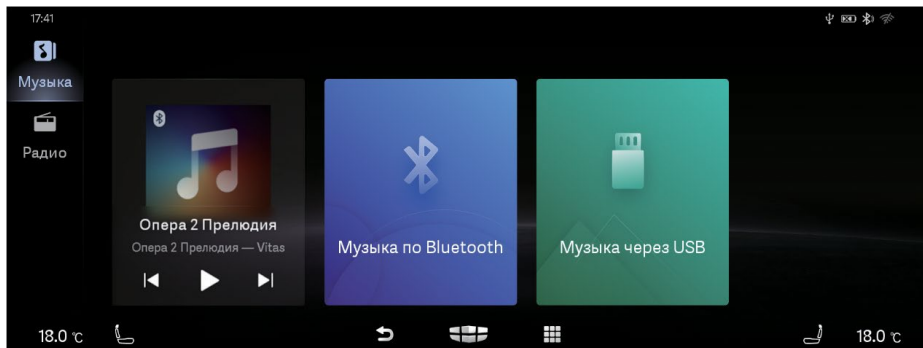 17:41
Музыка
Радио
Опера 2 Прелюдия
Опера 2 Прелюдия — Vitas
Музыка по Bluetooth
Музыка через USB
18.0 °C
18.0 °C